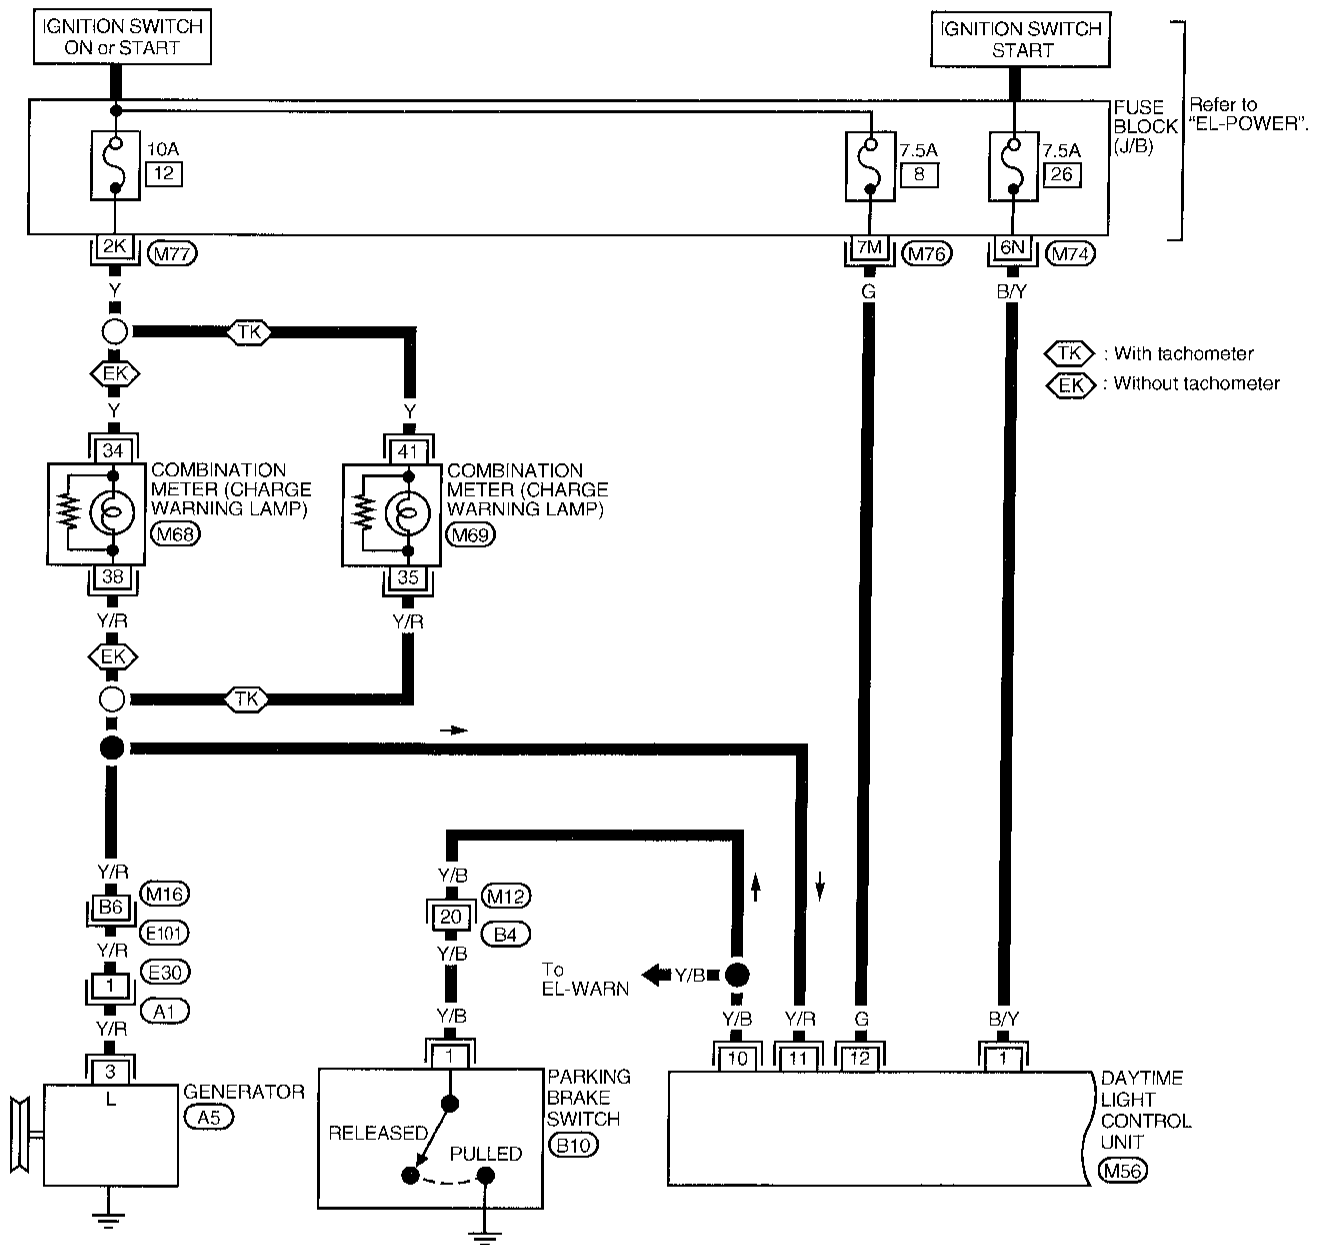 IGNITION SWITCH
ON or START
IGNITION SWITCH
START
FUSE
BLOCK
(J/B)
Refer to
"EL-POWER".
10A
12
7.5A
8
7.5A
26
2K
M77
7M
M76
6N
M74
Y
G
B/Y
TK
TK : With tachometer
EK
EK : Without tachometer
Y
Y
34
41
COMBINATION
METER (CHARGE
WARNING LAMP)
M68
COMBINATION
METER (CHARGE
WARNING LAMP)
M69
38
35
Y/R
Y/R
EK
TK
Y/R
M16
B6
E101
Y/R
E30
1
A1
Y/R
3
L
GENERATOR
A5
Y/B
M12
20
B4
Y/B
To
EL-WARN
Y/B
Y/B
Y/B
Y/R
G
B/Y
1
10
11
12
1
PARKING
BRAKE
SWITCH
B10
RELEASED
PULLED
DAYTIME
LIGHT
CONTROL
UNIT
M56